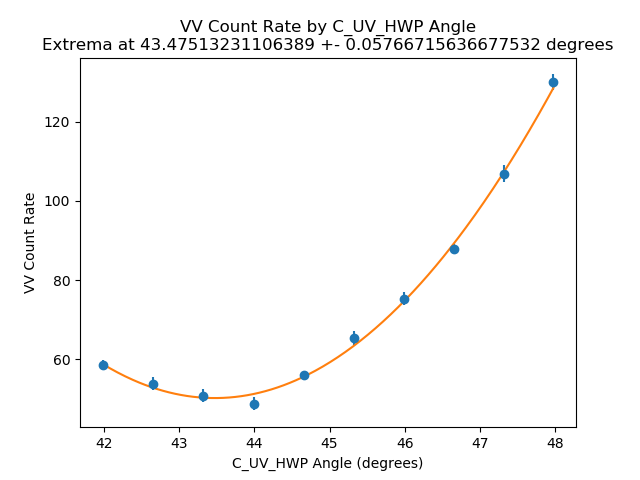 VV Count Rate by C_UV_HWP Angle
Extrema at 43.47513231106389 +- 0.05766715636677532 degrees
120
100
80
60
VV Count Rate
42 43 44 45 46 47 48
C_UV_HWP Angle (degrees)